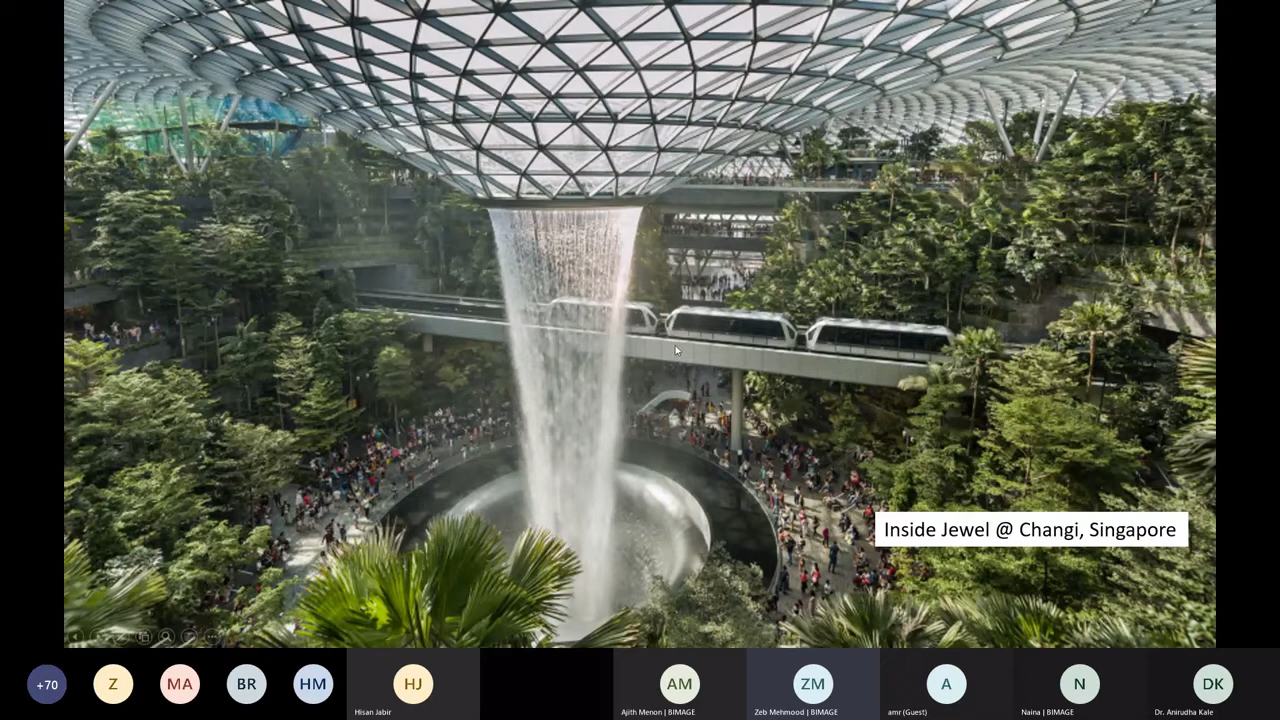 Inside Jewel @ Changi, Singapore
+70
Z
MA
BR
HM
HJ
AM
ZM
A
N
DK
Hisan Jabir
Ajith Menon | BIMAGE
Zeb Mehmood | BIMAGE
amr (Guest)
Naina | BIMAGE
Dr. Anirudha Kale